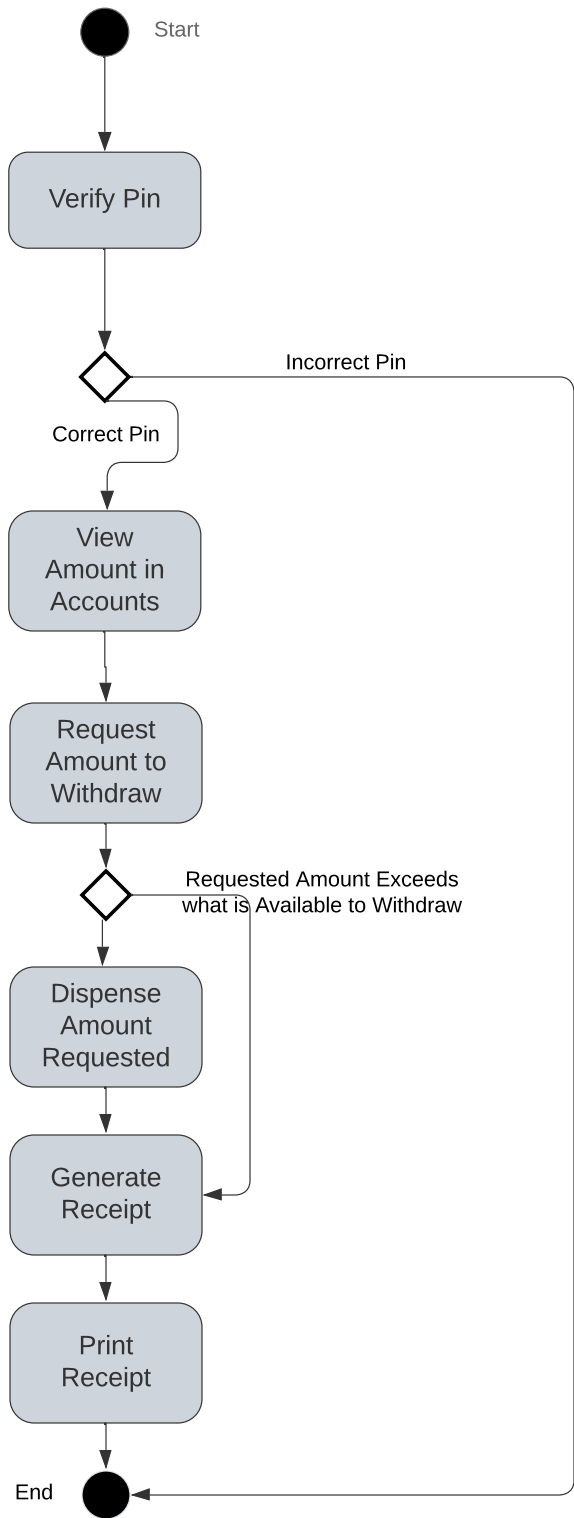 Start
Verify Pin
Incorrect Pin
Correct Pin
View
Amount in
Accounts
Request
Amount to
Withdraw
Requested Amount Exceeds
what is Available to Withdraw
Dispense
Amount
Requested
Generate
Receipt
Print
Receipt
End